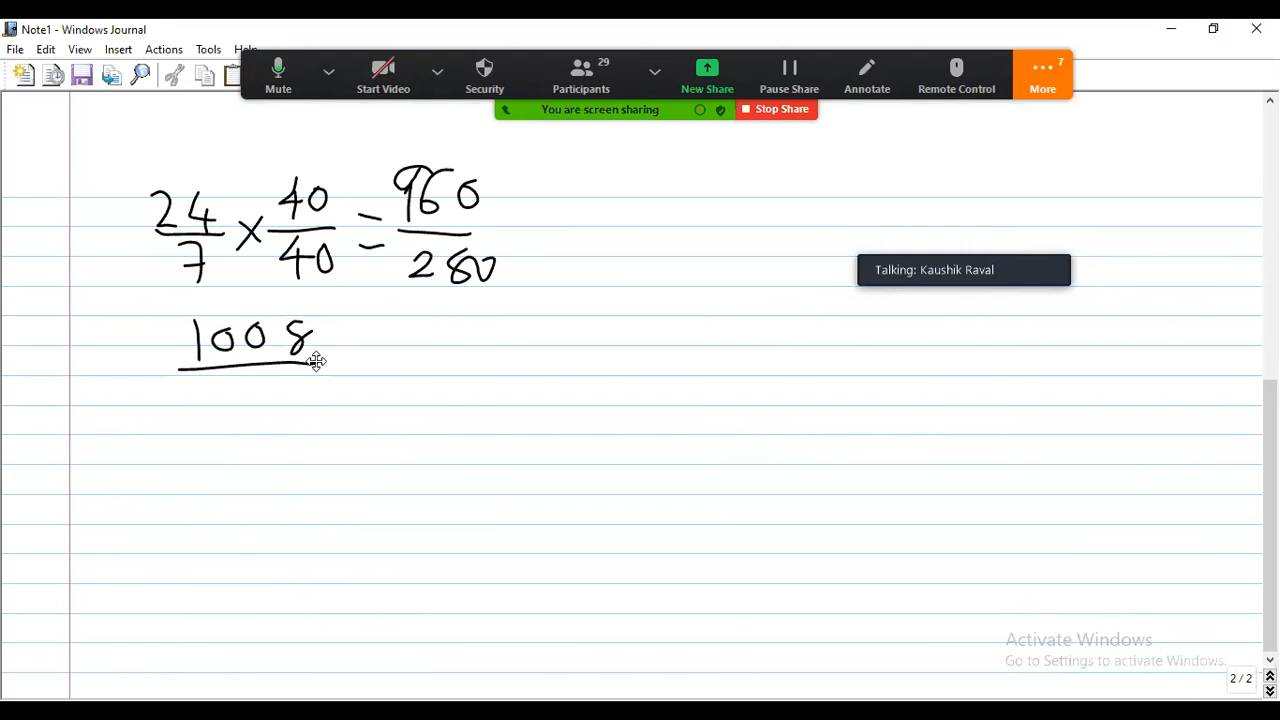 Note1 - Windows Journal
File Edit View Insert Actions Tools Help
Mute Start Video Security 29 Participants New Share Pause Share Annotate Remote Control 7 More
You are screen sharing Stop Share
24/7 × 40/40 = 960/280
Talking: Kaushik Raval
1008
Activate Windows
Go to Settings to activate Windows.
2 / 2